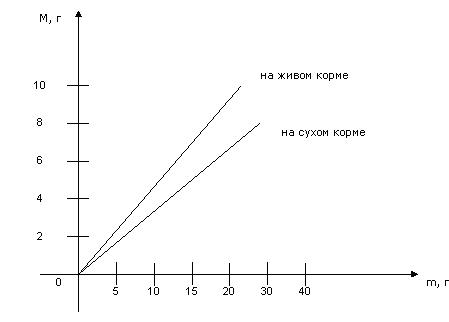 М, г
10
на живом корме
8
на сухом корме
6
4
2
0
5 10 15 20 30 40
m, г